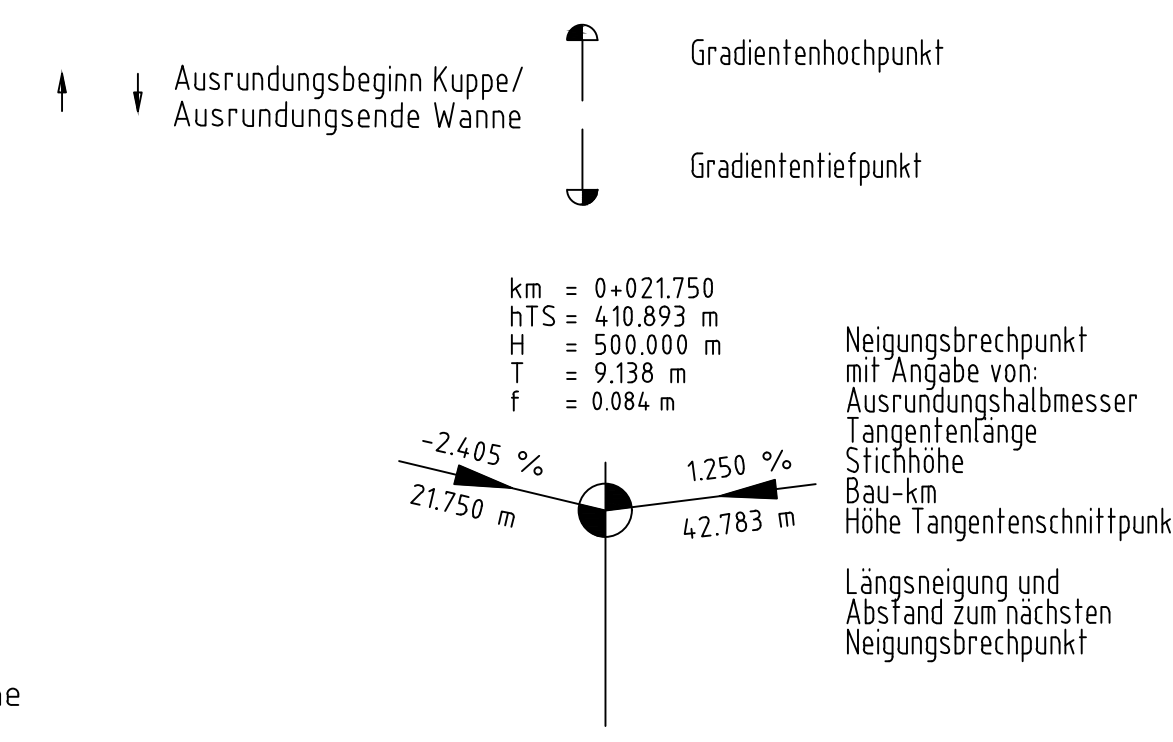 Ausrundungsbeginn Kuppe/
Ausrundungsende Wanne
Gradientenhochpunkt
Gradiententiefpunkt
km = 0+021.750
hTS = 410.893 m
H = 500.000 m
T = 9.138 m
f = 0.084 m
-2.405 %
21.750 m
1.250 %
42.783 m
Neigungsbrechpunkt
mit Angabe von:
Ausrundungshalbmesser
Tangentenlänge
Stichhöhe
Bau-km
Höhe Tangentenschnittpunk
Längsneigung und
Abstand zum nächsten
Neigungsbrechpunkt